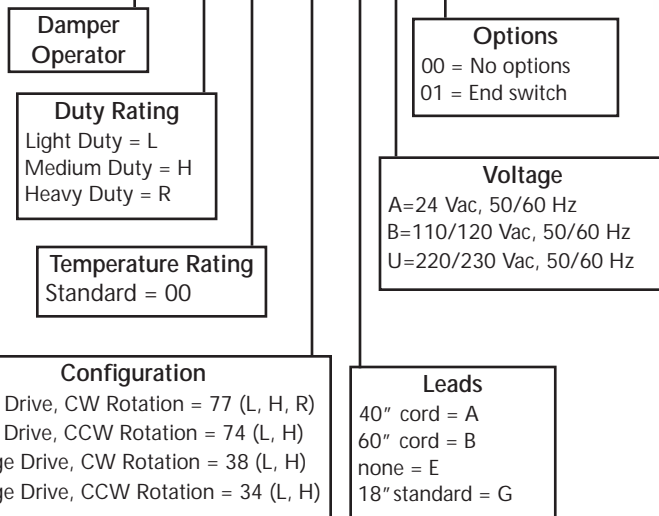 Damper
Operator
Options
00 = No options
01 = End switch
Duty Rating
Light Duty = L
Medium Duty = H
Heavy Duty = R
Voltage
A=24 Vac, 50/60 Hz
B=110/120 Vac, 50/60 Hz
U=220/230 Vac, 50/60 Hz
Temperature Rating
Standard = 00
Configuration
Drive, CW Rotation = 77 (L, H, R)
Drive, CCW Rotation = 74 (L, H)
Drive, CW Rotation = 38 (L, H)
Drive, CCW Rotation = 34 (L, H)
Leads
40" cord = A
60" cord = B
none = E
18"standard = G